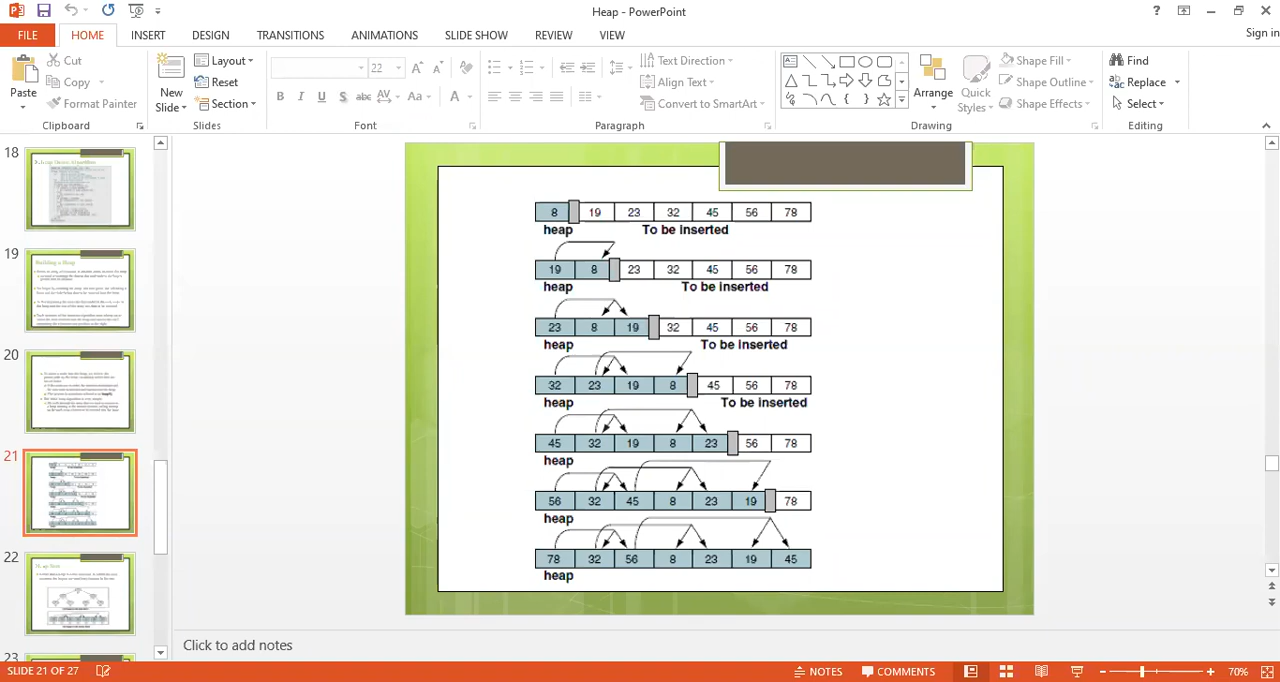 Heap - PowerPoint
Sign in
FILE HOME INSERT DESIGN TRANSITIONS ANIMATIONS SLIDE SHOW REVIEW VIEW
Paste
Cut
Copy
Format Painter
Clipboard
New
Slide
Layout
Reset
Section
Slides
22
B I U S abc AV Aa A
Font
Text Direction
Align Text
Convert to SmartArt
Paragraph
Arrange
Quick
Styles
Shape Fill
Shape Outline
Shape Effects
Drawing
Find
Replace
Select
Editing
18
19
Building a Heap
20
21
22
23
8 19 23 32 45 56 78
heap To be inserted
19 8 23 32 45 56 78
heap To be inserted
23 8 19 32 45 56 78
heap To be inserted
32 23 19 8 45 56 78
heap To be inserted
45 32 19 8 23 56 78
heap
56 32 45 8 23 19 78
heap
78 32 56 8 23 19 45
heap
Click to add notes
SLIDE 21 OF 27 NOTES COMMENTS 70%